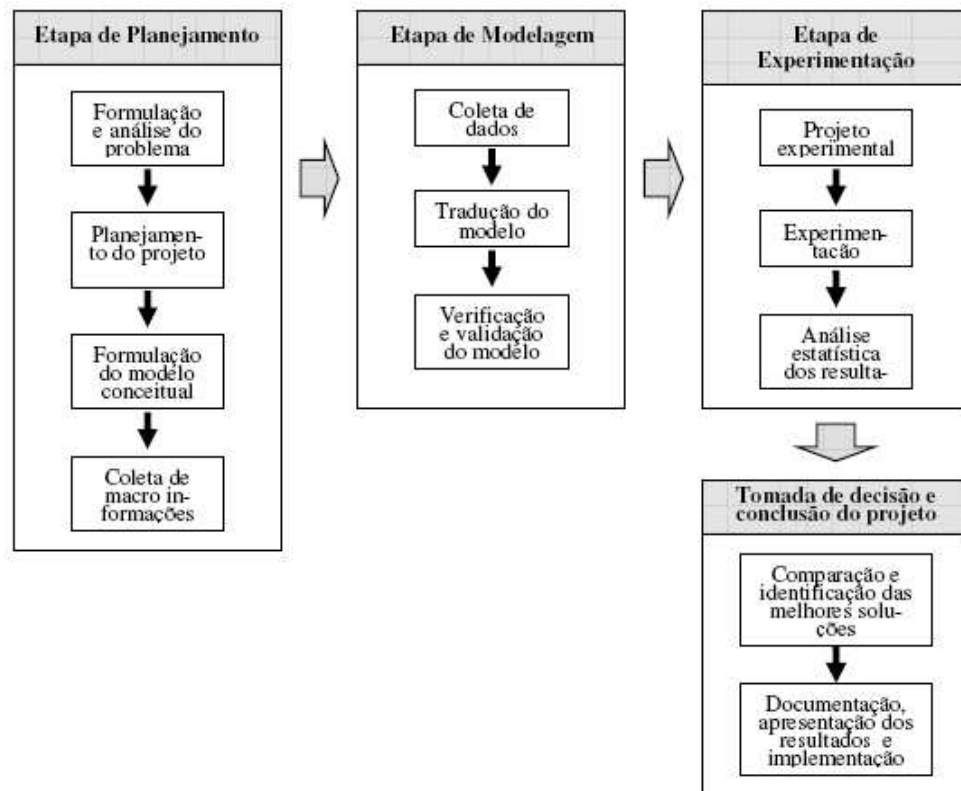 Etapa de Planejamento
Formulação
e análise do
problema
Planejamen-
to do projeto
Formulação
do modelo
conceitual
Coleta de
macro in-
formações
Etapa de Modelagem
Coleta de
dados
Tradução do
modelo
Verificação
e validação
do modelo
Etapa de
Experimentação
Projeto
experimental
Experimen-
tacão
Análise
estatística
dos resulta-
Tomada de decisão e
conclusão do projeto
Comparação e
identificação das
melhores solu-
ções
Documentação,
apresentação dos
resultados e
implementação